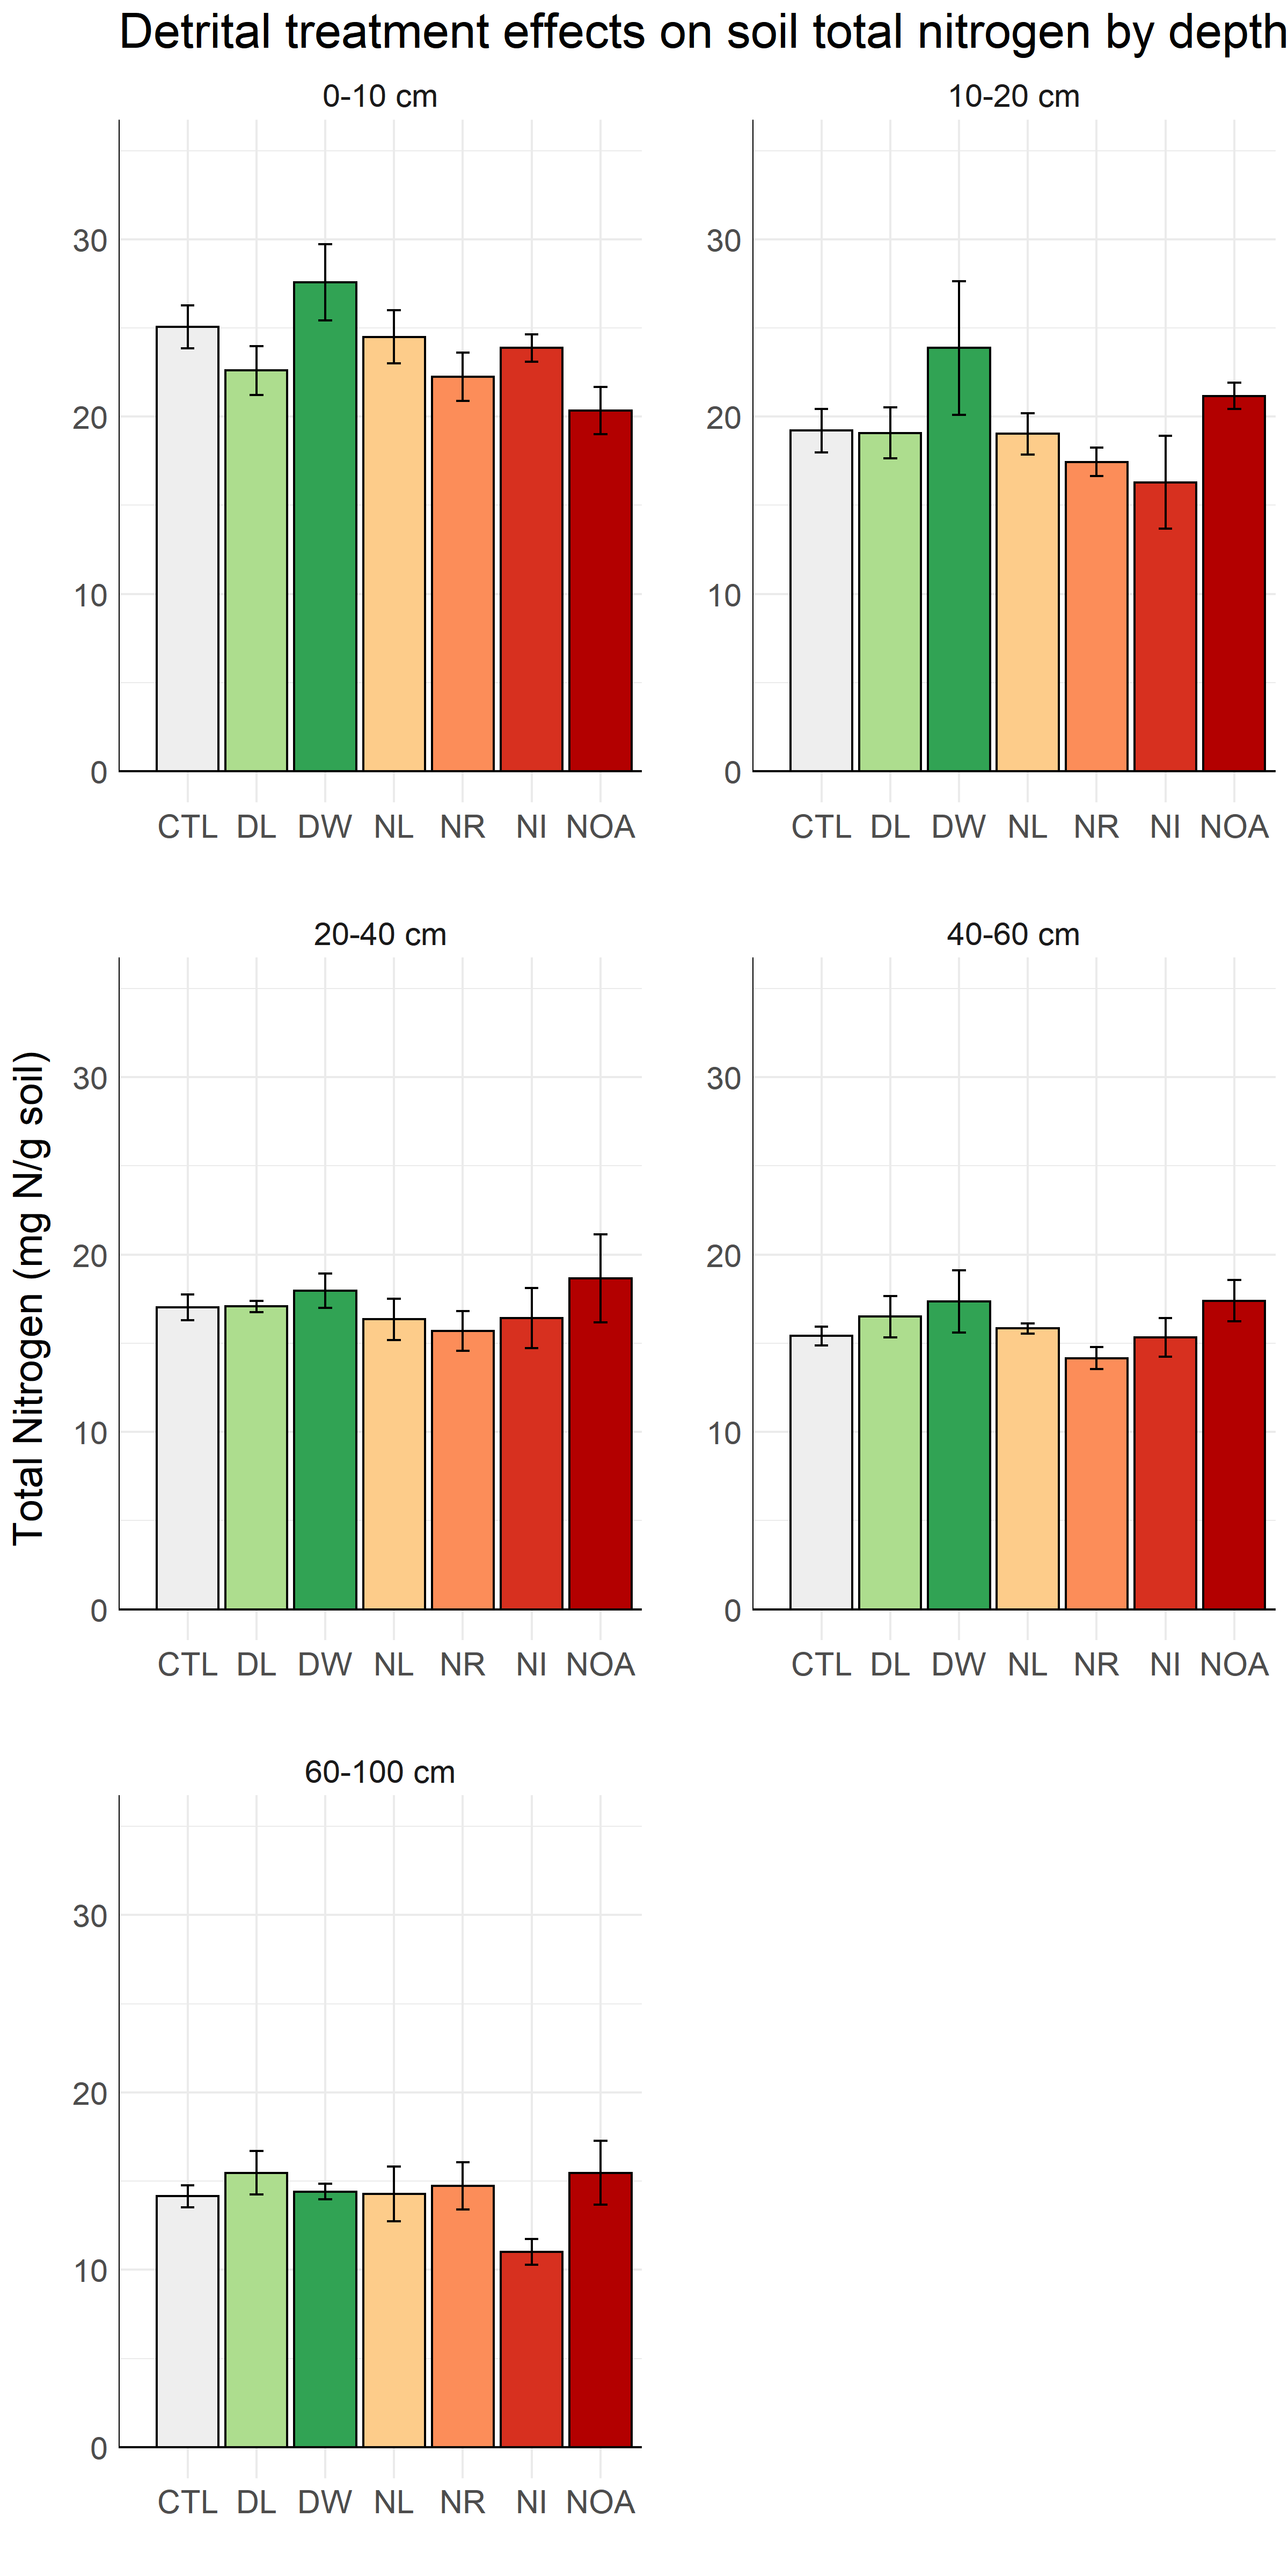 Detrital treatment effects on soil total nitrogen by depth
0-10 cm
10-20 cm
30
20
10
0
30
20
10
0
CTL DL DW NL NR NI NOA
CTL DL DW NL NR NI NOA
20-40 cm
40-60 cm
Total Nitrogen (mg N/g soil)
30
20
10
0
30
20
10
0
CTL DL DW NL NR NI NOA
CTL DL DW NL NR NI NOA
60-100 cm
30
20
10
0
CTL DL DW NL NR NI NOA